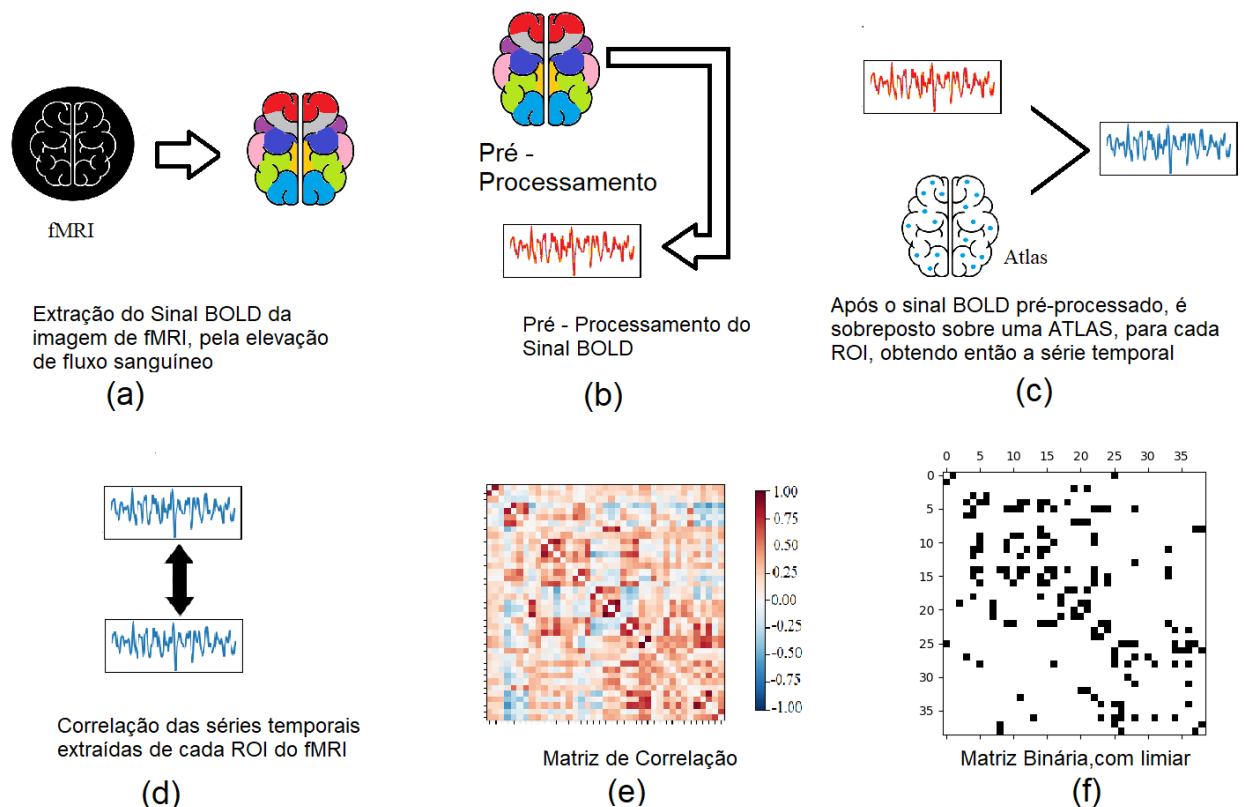 fMRI
Extração do Sinal BOLD da
imagem de fMRI, pela elevação
de fluxo sanguíneo
(a)
Pré -
Processamento
Pré - Processamento do
Sinal BOLD
(b)
Atlas
Após o sinal BOLD pré-processado, é
sobreposto sobre uma ATLAS, para cada
ROI, obtendo então a série temporal
(c)
Correlação das séries temporais
extraídas de cada ROI do fMRI
(d)
1.00
0.75
0.50
0.25
0.00
-0.25
-0.50
-0.75
-1.00
Matriz de Correlação
(e)
0 5 10 15 20 25 30 35
0
5
10
15
20
25
30
35
Matriz Binária,com limiar
(f)